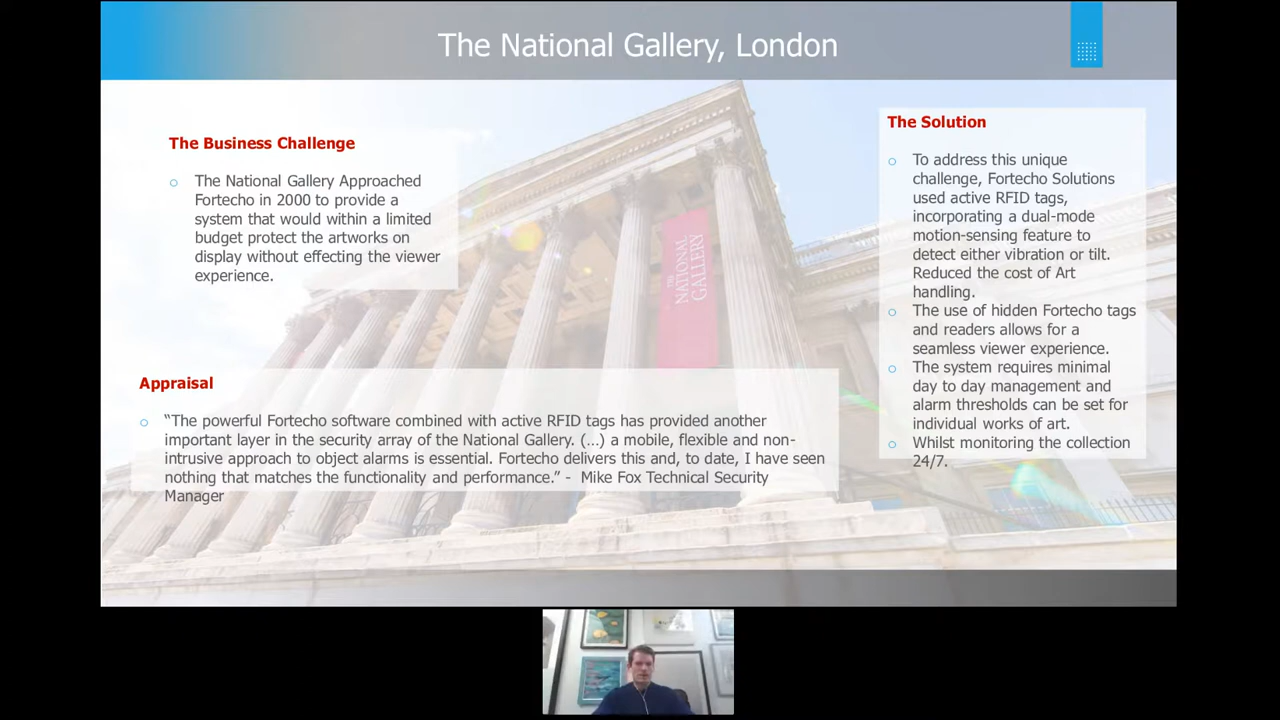 The National Gallery, London
The Business Challenge
The National Gallery Approached
Fortecho in 2000 to provide a
system that would within a limited
budget protect the artworks on
display without effecting the viewer
experience.
THE
NATIONAL
GALLERY
Appraisal
“The powerful Fortecho software combined with active RFID tags has provided another
important layer in the security array of the National Gallery. (…) a mobile, flexible and non-
intrusive approach to object alarms is essential. Fortecho delivers this and, to date, I have seen
nothing that matches the functionality and performance.” - Mike Fox Technical Security
Manager
The Solution
To address this unique
challenge, Fortecho Solutions
used active RFID tags,
incorporating a dual-mode
motion-sensing feature to
detect either vibration or tilt.
Reduced the cost of Art
handling.
The use of hidden Fortecho tags
and readers allows for a
seamless viewer experience.
The system requires minimal
day to day management and
alarm thresholds can be set for
individual works of art.
Whilst monitoring the collection
24/7.